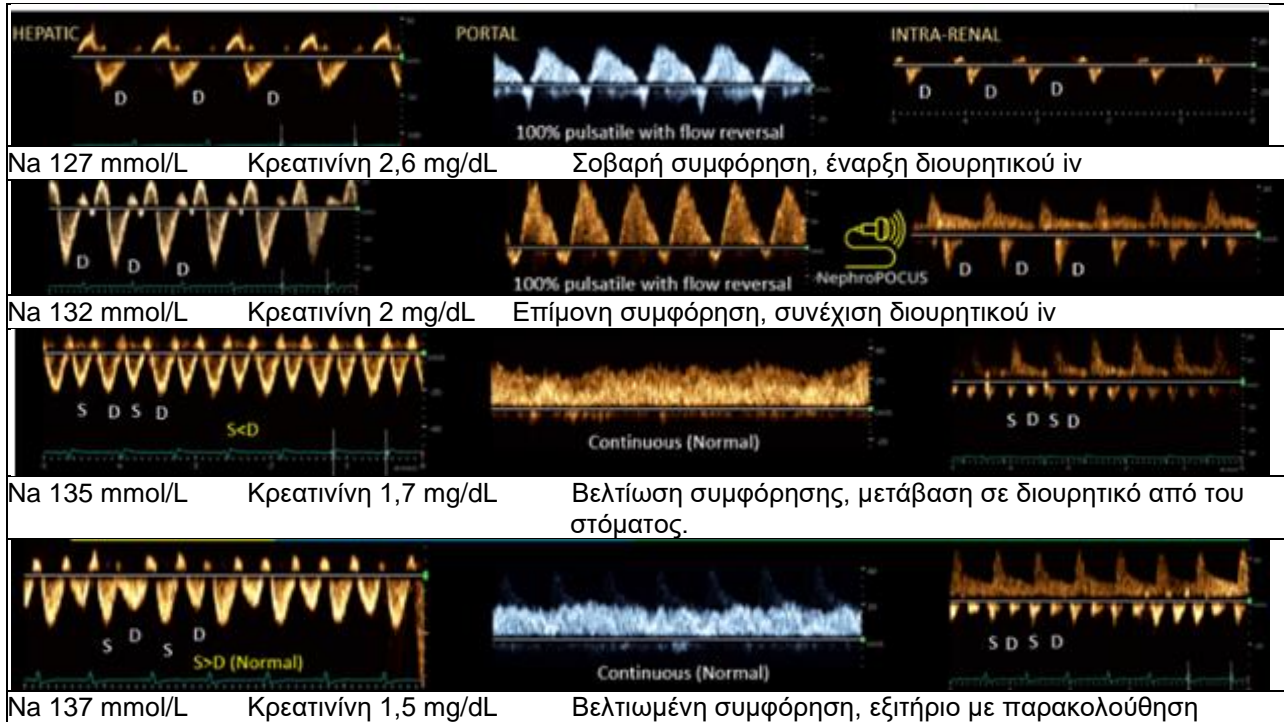 HEPATIC PORTAL INTRA-RENAL
D D D D D D
100% pulsatile with flow reversal
Na 127 mmol/L Κρεατινίνη 2,6 mg/dL Σοβαρή συμφόρηση, έναρξη διουρητικού iv
D D D D D D
100% pulsatile with flow reversal NephroPOCUS
Na 132 mmol/L Κρεατινίνη 2 mg/dL Επίμονη συμφόρηση, συνέχιση διουρητικού iv
S D S D S D S D
S<D
Continuous (Normal)
Na 135 mmol/L Κρεατινίνη 1,7 mg/dL Βελτίωση συμφόρησης, μετάβαση σε διουρητικό από του
στόματος.
S D S D S D S D
S>D (Normal)
Continuous (Normal)
Na 137 mmol/L Κρεατινίνη 1,5 mg/dL Βελτιωμένη συμφόρηση, εξιτήριο με παρακολούθηση